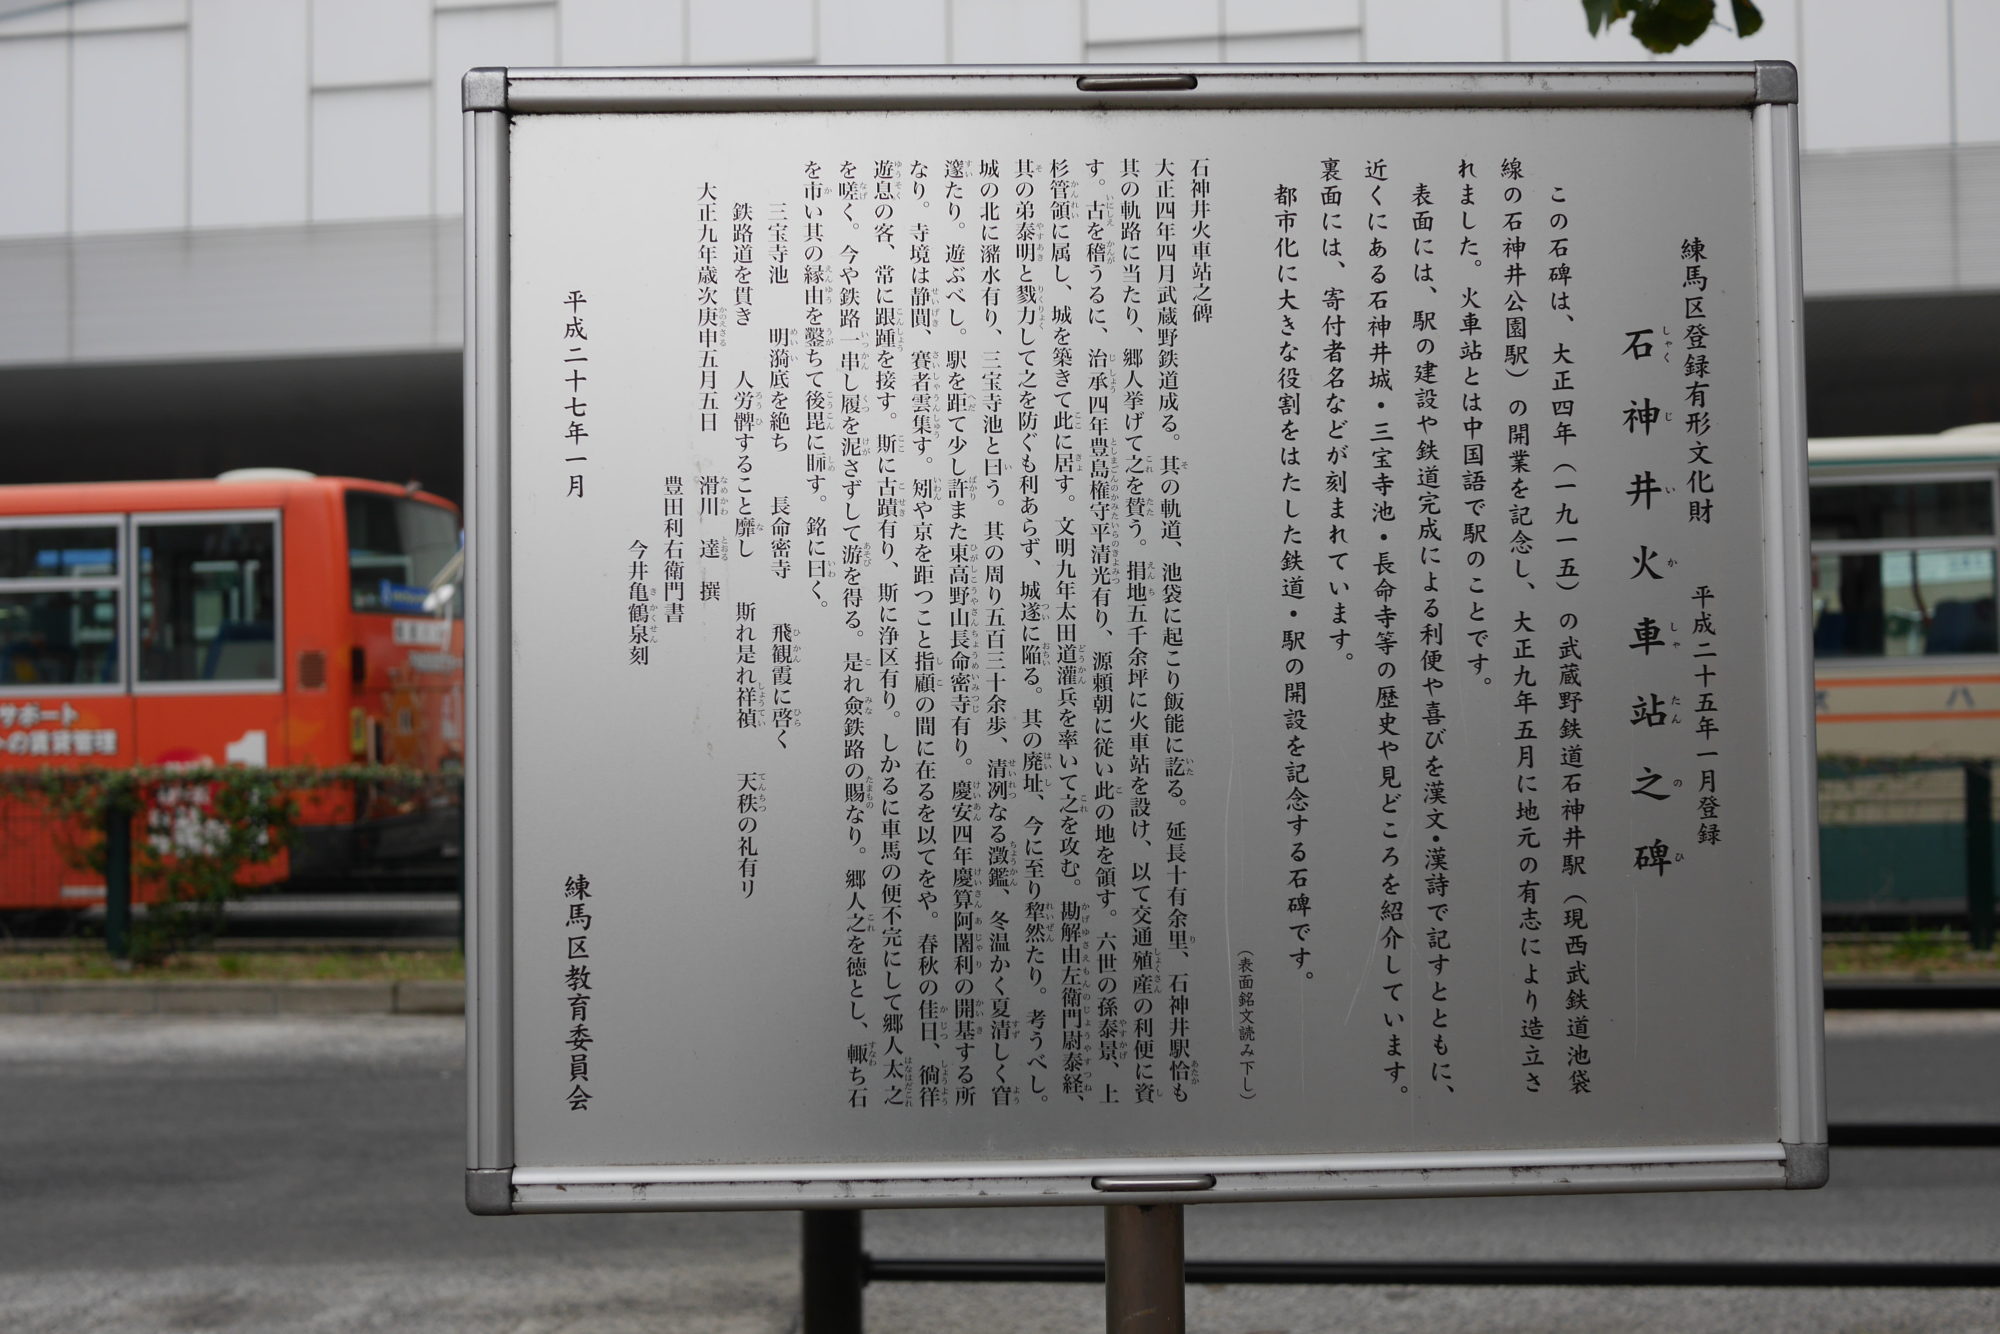 練馬区登録有形文化財　平成二十五年一月登録
石神井火車站之碑
この石碑は、大正四年（一九一五）の武蔵野鉄道石神井駅（現西武鉄道池袋
線の石神井公園駅）の開業を記念し、大正九年五月に地元の有志により造立さ
れました。火車站とは中国語で駅のことです。
表面には、駅の建設や鉄道完成による利便や喜びを漢文・漢詩で記すとともに、
近くにある石神井城・三宝寺池・長命寺等の歴史や見どころを紹介しています。
裏面には、寄付者名などが刻まれています。
都市化に大きな役割をはたした鉄道・駅の開設を記念する石碑です。
（表面銘文読み下し）
石神井火車站之碑
大正四年四月武蔵野鉄道成る。其の軌道、池袋に起こり飯能に訖る。延長十有余里、石神井駅恰も
其の軌路に当たり、郷人挙げて之を賛う。捐地五千余坪に火車站を設け、以て交通殖産の利便に資
す。古を稽うるに、治承四年豊島権守平清光有り、源頼朝に従い此の地を領す。六世の孫泰景、上
杉管領に属し、城を築きて此に居す。文明九年太田道灌兵を率いて之を攻む。勘解由左衛門尉泰経、
其の弟泰明と戮力して之を防ぐも利あらず、城遂に陥る。其の廃址、今に至り犂然たり。考うべし。
城の北に瀦水有り、三宝寺池と曰う。其の周り五百三十余歩、清冽なる澂鑑、冬温かく夏清しく窅
邃たり。遊ぶべし。駅を距て少し許また東高野山長命密寺有り。慶安四年慶算阿闍利の開基する所
なり。寺境は静闃、賽者雲集す。矧や京を距つこと指顧の間に在るを以てをや。春秋の佳日、徜徉
遊息の客、常に跟踵を接す。斯に古蹟有り、斯に浄区有り。しかるに車馬の便不完にして郷人太之
を嗟く。今や鉄路一串し履を泥さずして游を得る。是れ僉鉄路の賜なり。郷人之を徳とし、輒ち石
を市い其の縁由を鑿ちて後毘に眎す。銘に曰く。
三宝寺池　明漪底を絶ち　長命密寺　飛観霞に啓く
鉄路道を貫き　人労髀すること靡し　斯れ是れ祥禎　天秩の礼有リ
大正九年歳次庚申五月五日　滑川　達　撰
豊田利右衛門書
今井亀鶴泉刻
平成二十七年一月　練馬区教育委員会
サポート
の賃貸管理